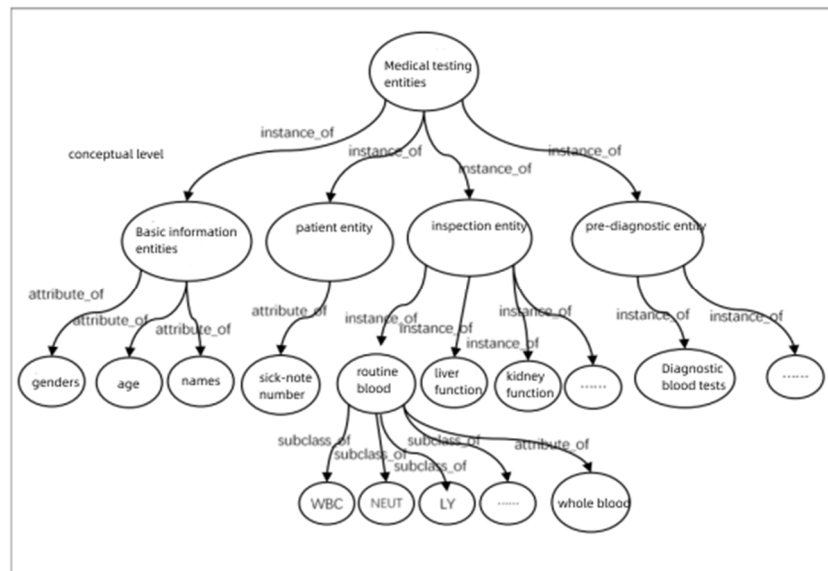 Medical testing
entities
instance_of
conceptual level
instance_of
instance_of
instance_of
Basic information
entities
patient entity
inspection entity
pre-diagnostic entity
attribute_of
attribute_of
attribute_of
attribute_of
instance_of
instance_of
instance_of
instance_of
instance_of
instance_of
genders
age
names
sick-note
number
routine
blood
liver
function
kidney
function
......
Diagnostic
blood tests
......
subclass_of
subclass_of
subclass_of
subclass_of
attribute_of
WBC
NEUT
LY
......
whole blood